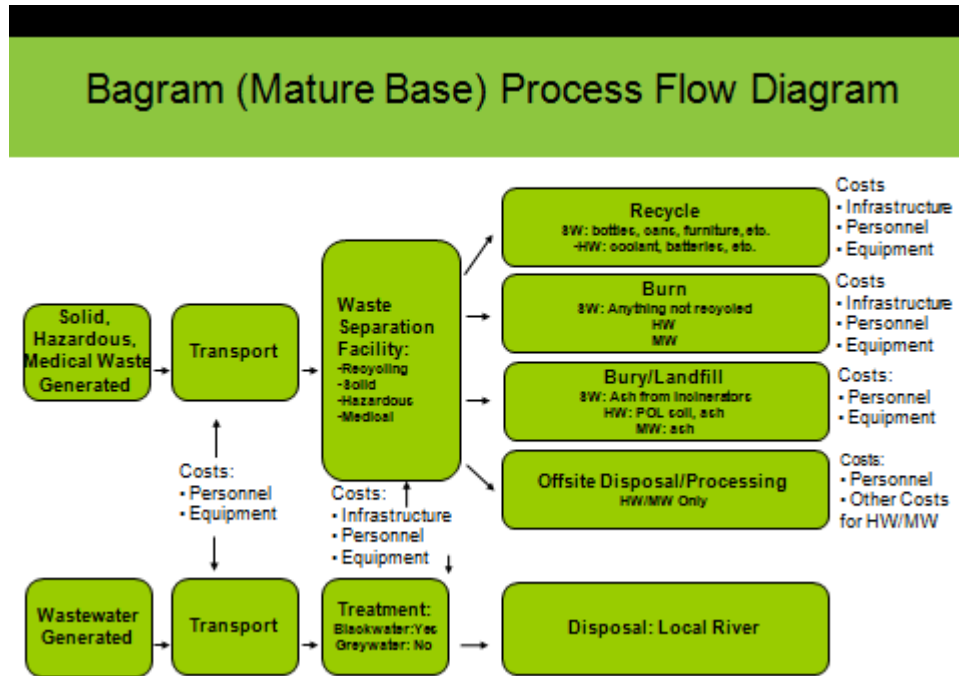 Bagram (Mature Base) Process Flow Diagram
Solid,
Hazardous,
Medical Waste
Generated
Transport
Waste
Separation
Facility:
-Recycling
-Solid
-Hazardous
-Medical
Recycle
SW: bottles, cans, furniture, etc.
-HW: coolant, batteries, etc.
Costs
• Infrastructure
• Personnel
• Equipment
Burn
SW: Anything not recycled
HW
MW
Costs
• Infrastructure
• Personnel
• Equipment
Bury/Landfill
SW: Ash from incinerators
HW: POL soil, ash
MW: ash
Costs:
• Personnel
• Equipment
Offsite Disposal/Processing
HW/MW Only
Costs:
• Personnel
• Other Costs
for HW/MW
Costs:
• Personnel
• Equipment
Costs:
• Infrastructure
• Personnel
• Equipment
Wastewater
Generated
Transport
Treatment:
Blackwater:Yes
Greywater: No
Disposal: Local River